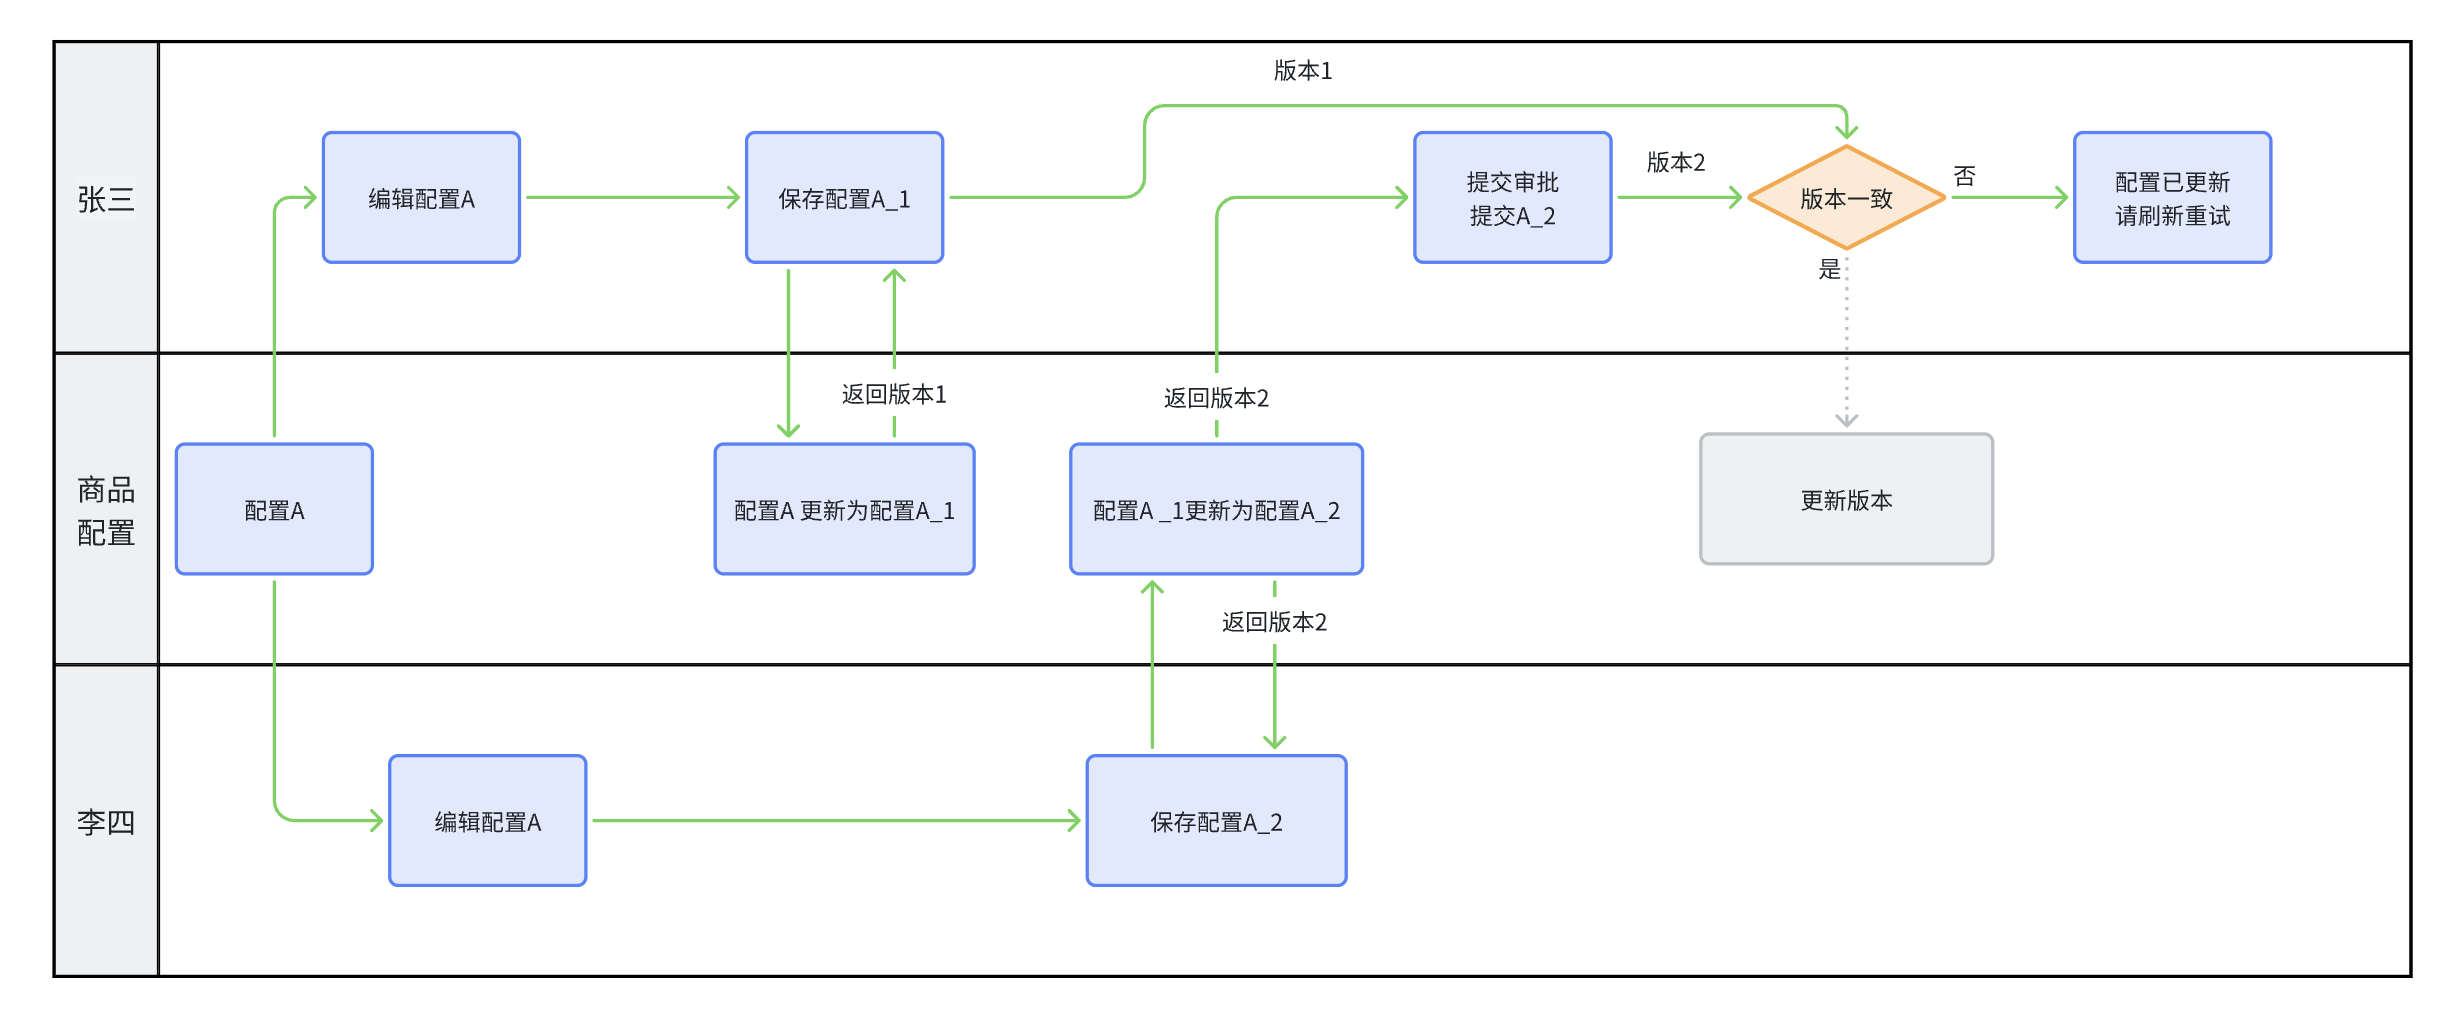 张三
版本1
编辑配置A
保存配置A_1
提交审批
提交A_2
版本2
版本一致
否
配置已更新
请刷新重试
是
商品
配置
返回版本1
返回版本2
配置A
配置A 更新为配置A_1
配置A _1更新为配置A_2
更新版本
返回版本2
李四
编辑配置A
保存配置A_2